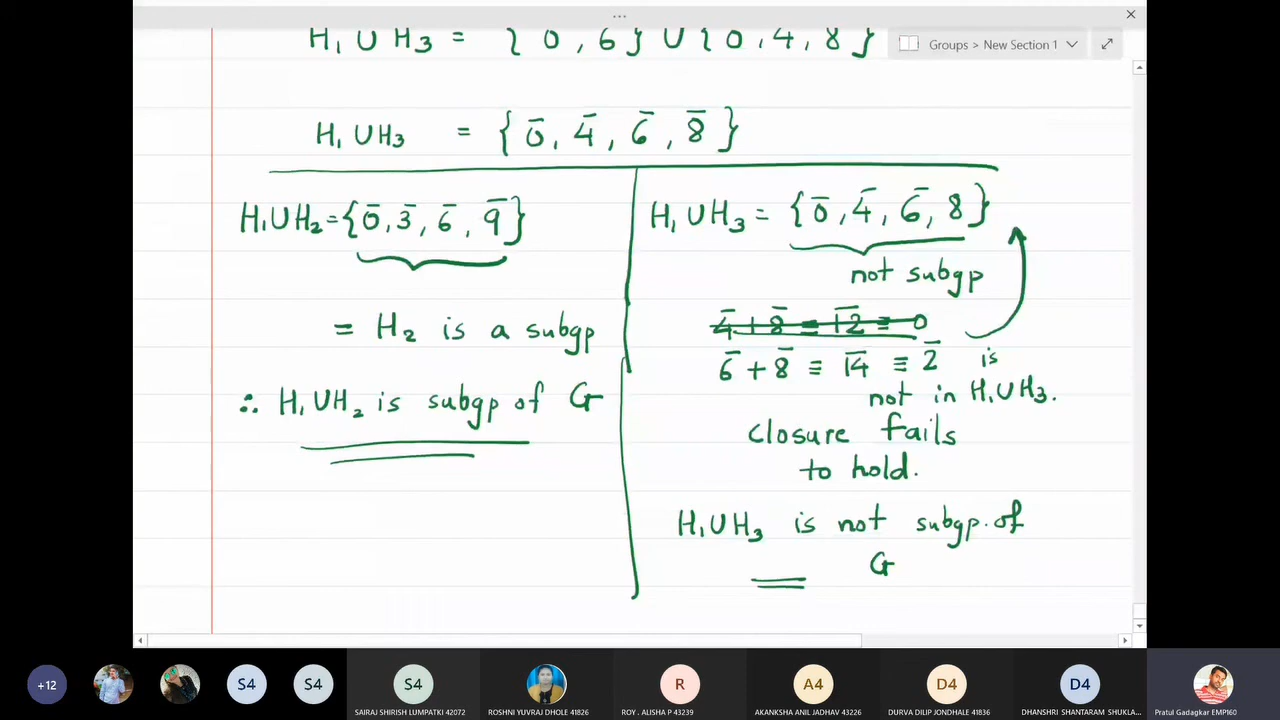 ...
Groups > New Section 1
H₁ ∪ H₃ = {0, 6} ∪ {0, 4, 8}
H₁ ∪ H₃ = {0̅, 4̅, 6̅, 8̅}
H₁∪H₂ = {0̅, 3̅, 6̅, 9̅}
= H₂ is a subgp
∴ H₁∪H₂ is subgp of G
H₁∪H₃ = {0̅, 4̅, 6̅, 8}
not subgp
4̅ + 8̅ ≡ 12̅ ≡ 0
6̅ + 8̅ ≡ 14̅ ≡ 2̅ is
not in H₁∪H₃.
closure fails
to hold.
H₁∪H₃ is not subgp. of
G
+12
S4
S4
S4
R
A4
D4
D4
SAIRAJ SHIRISH LUMPATKI 42072
ROSHNI YUVRAJ DHOLE 41826
ROY . ALISHA P 43239
AKANKSHA ANIL JADHAV 43226
DURVA DILIP JONDHALE 41836
DHANSHRI SHANTARAM SHUKLA...
Pratul Gadagkar EMP160